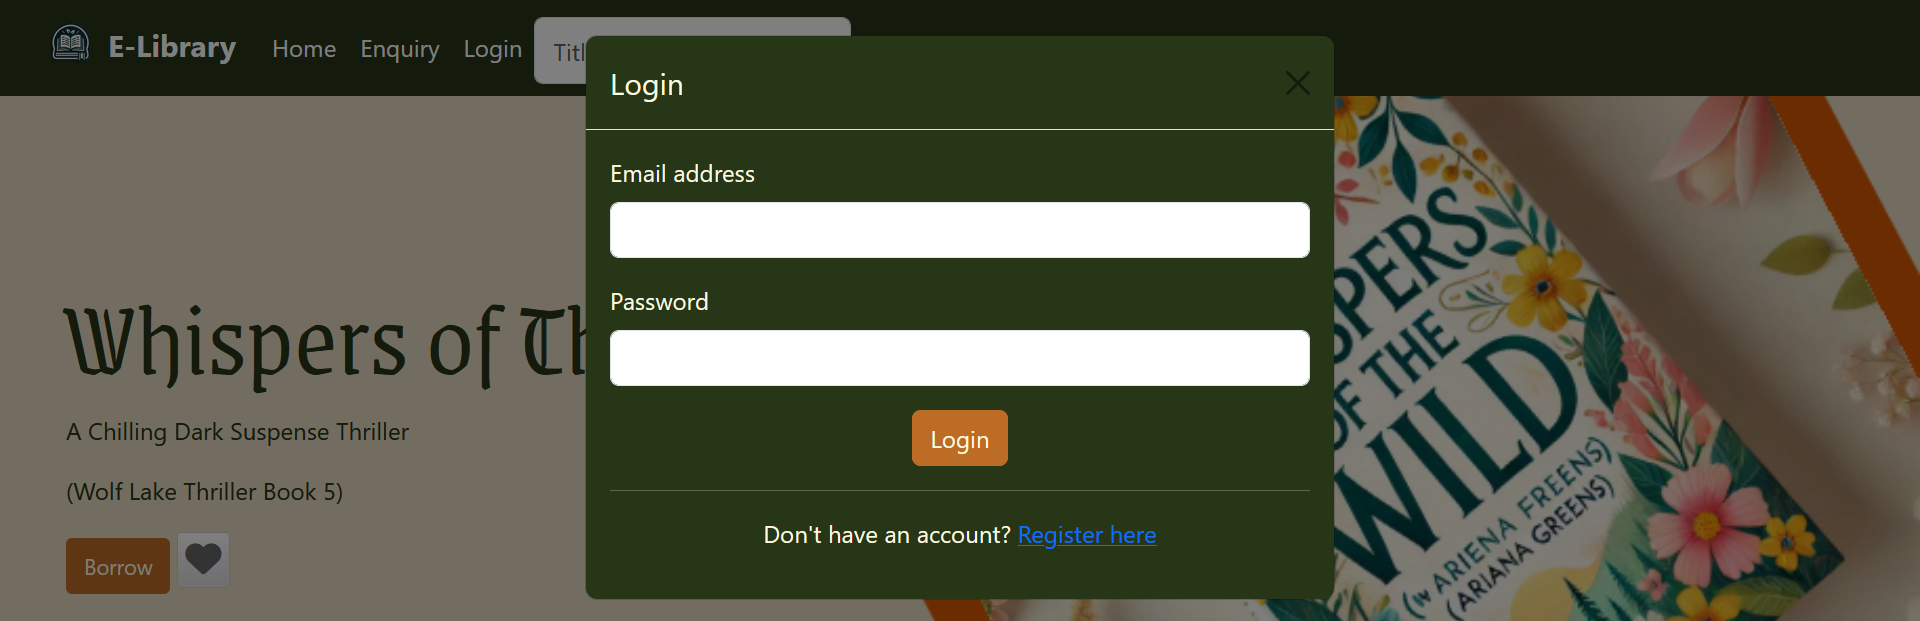 E-Library Home Enquiry Login Titl
Login
Email address
Password
Login
Don't have an account? Register here
Whispers of Th
A Chilling Dark Suspense Thriller
(Wolf Lake Thriller Book 5)
Borrow
SPERS
OF THE
WILD
ARIENA FREENS)
(ARIANA GREENS)